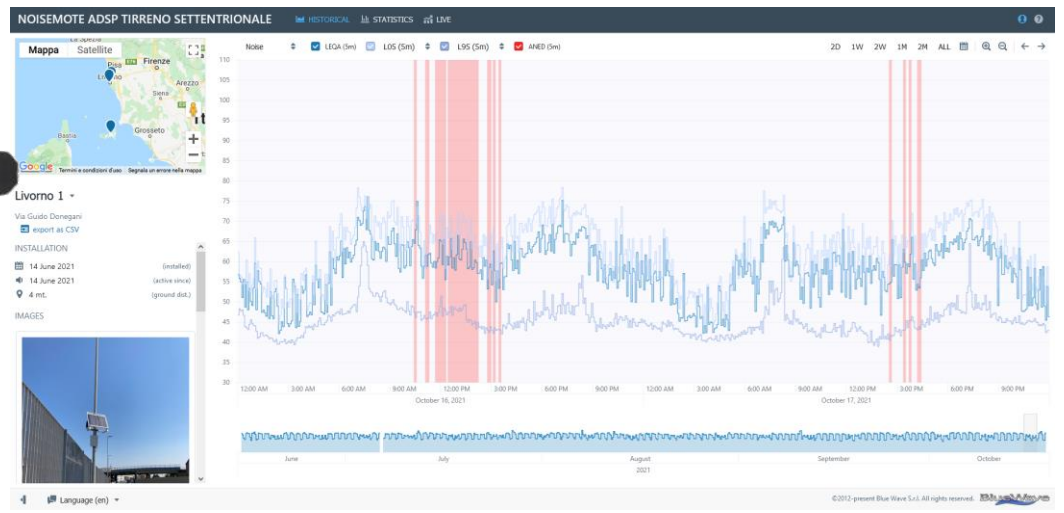 NOISEMOTE ADSP TIRRENO SETTENTRIONALE HISTORICAL STATISTICS LIVE
Mappa Satellite
La Spezia
Pisa
Firenze
Arezzo
Siena
Grosseto
Bastia
Google Termini e condizioni d'uso Segnala un errore nella mappa
Livorno 1
Via Guido Donegani
export as CSV
INSTALLATION
14 June 2021 (installed)
14 June 2021 (active since)
4 mt. (ground dist.)
IMAGES
Noise LEQA (5m) L05 (5m) L95 (5m) ANED (5m) 2D 1W 2W 1M 2M ALL
110
105
100
95
90
85
80
75
70
65
60
55
50
45
40
35
30
12:00 AM 3:00 AM 6:00 AM 9:00 AM 12:00 PM 3:00 PM 6:00 PM 9:00 PM 12:00 AM 3:00 AM 6:00 AM 9:00 AM 12:00 PM 3:00 PM 6:00 PM 9:00 PM
October 16, 2021 October 17, 2021
June July August September October
2021
Language (en) ©2012-present Blue Wave S.r.l. All rights reserved. Blue Wave